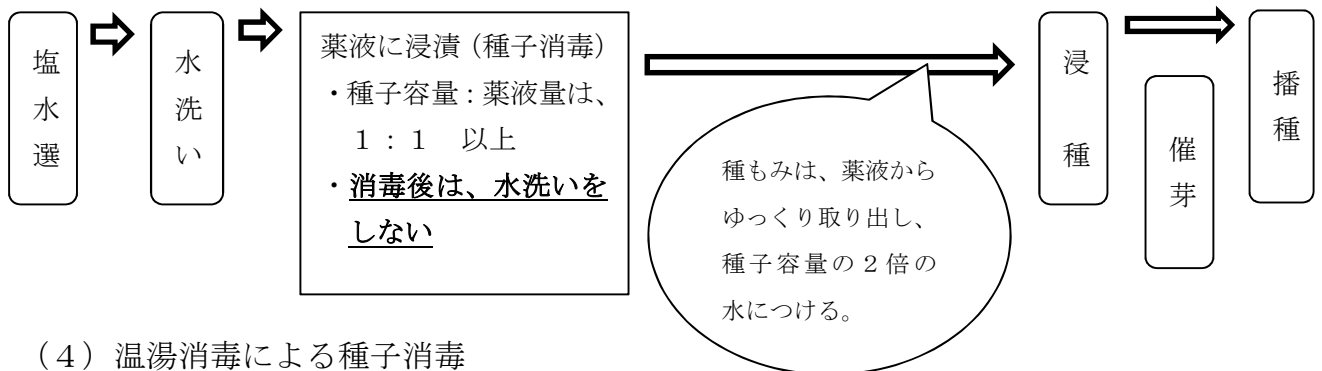 塩水選
水洗い
薬液に浸漬（種子消毒）
・種子容量：薬液量は、
１：１　以上
・消毒後は、水洗いを
しない
種もみは、薬液から
ゆっくり取り出し、
種子容量の２倍の
水につける。
浸種
催芽
播種
（４）温湯消毒による種子消毒